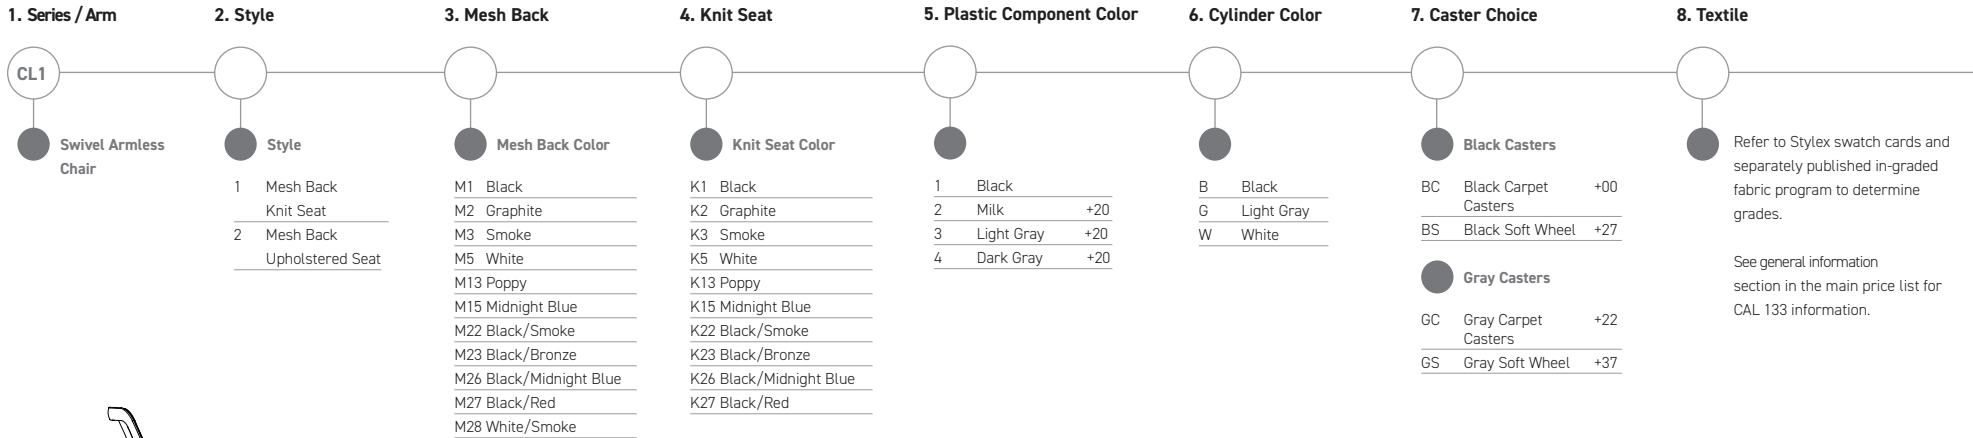 1. Series / Arm
CL1
Swivel Armless
Chair
2. Style
Style
1 Mesh Back
Knit Seat
2 Mesh Back
Upholstered Seat
3. Mesh Back
Mesh Back Color
M1 Black
M2 Graphite
M3 Smoke
M5 White
M13 Poppy
M15 Midnight Blue
M22 Black/Smoke
M23 Black/Bronze
M26 Black/Midnight Blue
M27 Black/Red
M28 White/Smoke
4. Knit Seat
Knit Seat Color
K1 Black
K2 Graphite
K3 Smoke
K5 White
K13 Poppy
K15 Midnight Blue
K22 Black/Smoke
K23 Black/Bronze
K26 Black/Midnight Blue
K27 Black/Red
5. Plastic Component Color
1 Black
2 Milk +20
3 Light Gray +20
4 Dark Gray +20
6. Cylinder Color
B Black
G Light Gray
W White
7. Caster Choice
Black Casters
BC Black Carpet +00
Casters
BS Black Soft Wheel +27
Gray Casters
GC Gray Carpet +22
Casters
GS Gray Soft Wheel +37
8. Textile
Refer to Stylex swatch cards and
separately published in-graded
fabric program to determine
grades.
See general information
section in the main price list for
CAL 133 information.